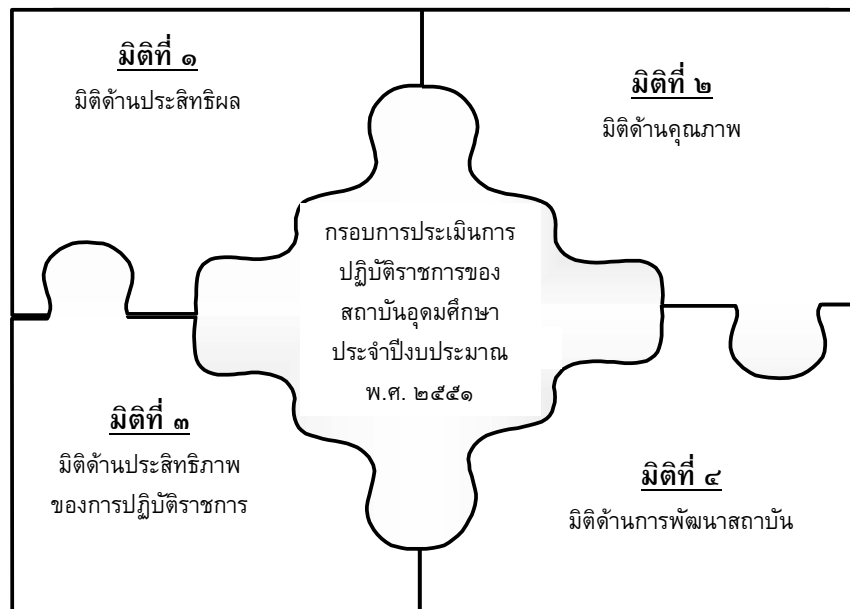 มิติที่ ๑
มิติด้านประสิทธิผล
มิติที่ ๒
มิติด้านคุณภาพ
กรอบการประเมินการ
ปฏิบัติราชการของ
สถาบันอุดมศึกษา
ประจำปีงบประมาณ
พ.ศ. ๒๕๕๑
มิติที่ ๓
มิติด้านประสิทธิภาพ
ของการปฏิบัติราชการ
มิติที่ ๔
มิติด้านการพัฒนาสถาบัน